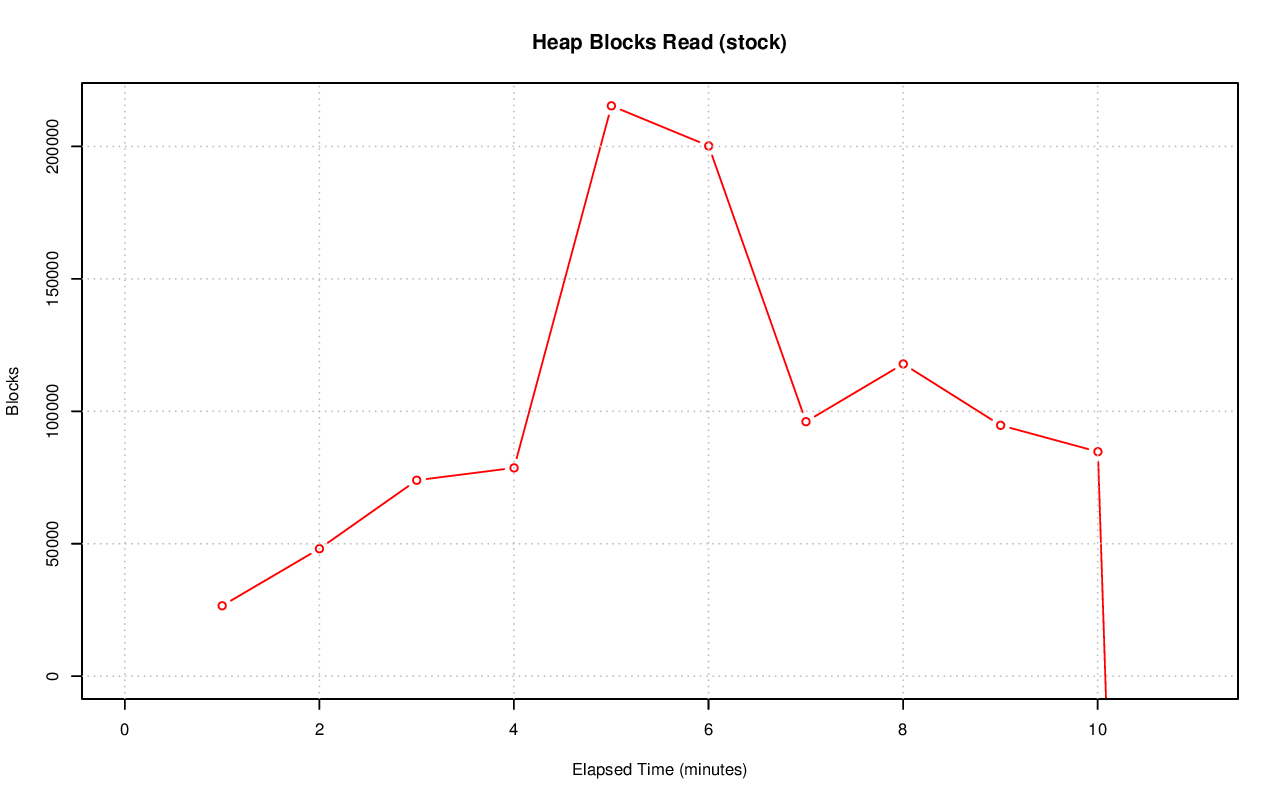 Heap Blocks Read (stock)
Blocks
200000
150000
100000
50000
0
0 2 4 6 8 10
Elapsed Time (minutes)